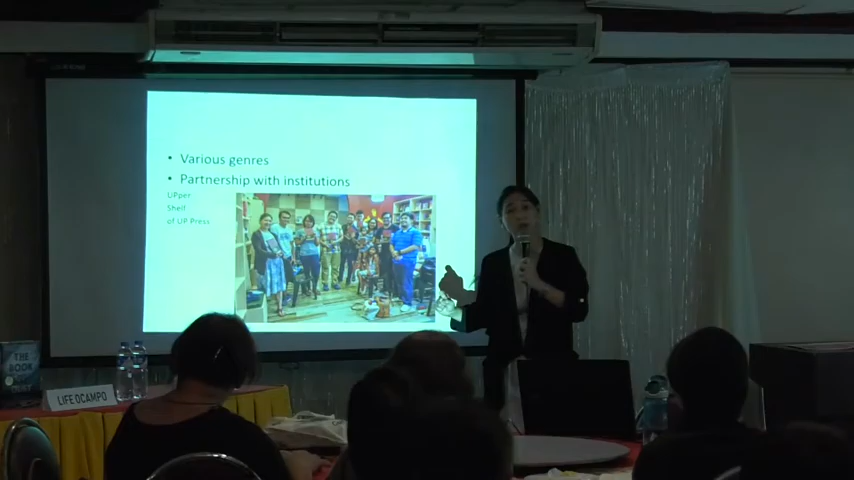 • Various genres
• Partnership with institutions
UPper
Shelf
of UP Press
THE
BOOK
LIFE OCAMPO